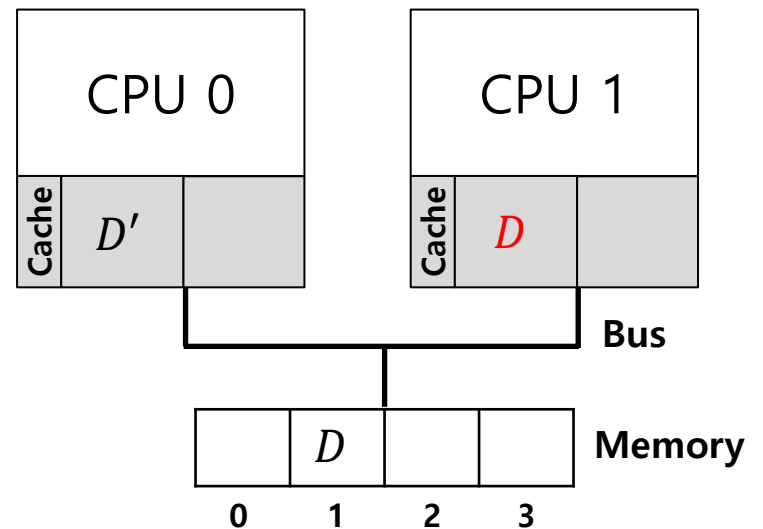 CPU 0
CPU 1
Cache
D′
Cache
D
Bus
D
Memory
0 1 2 3